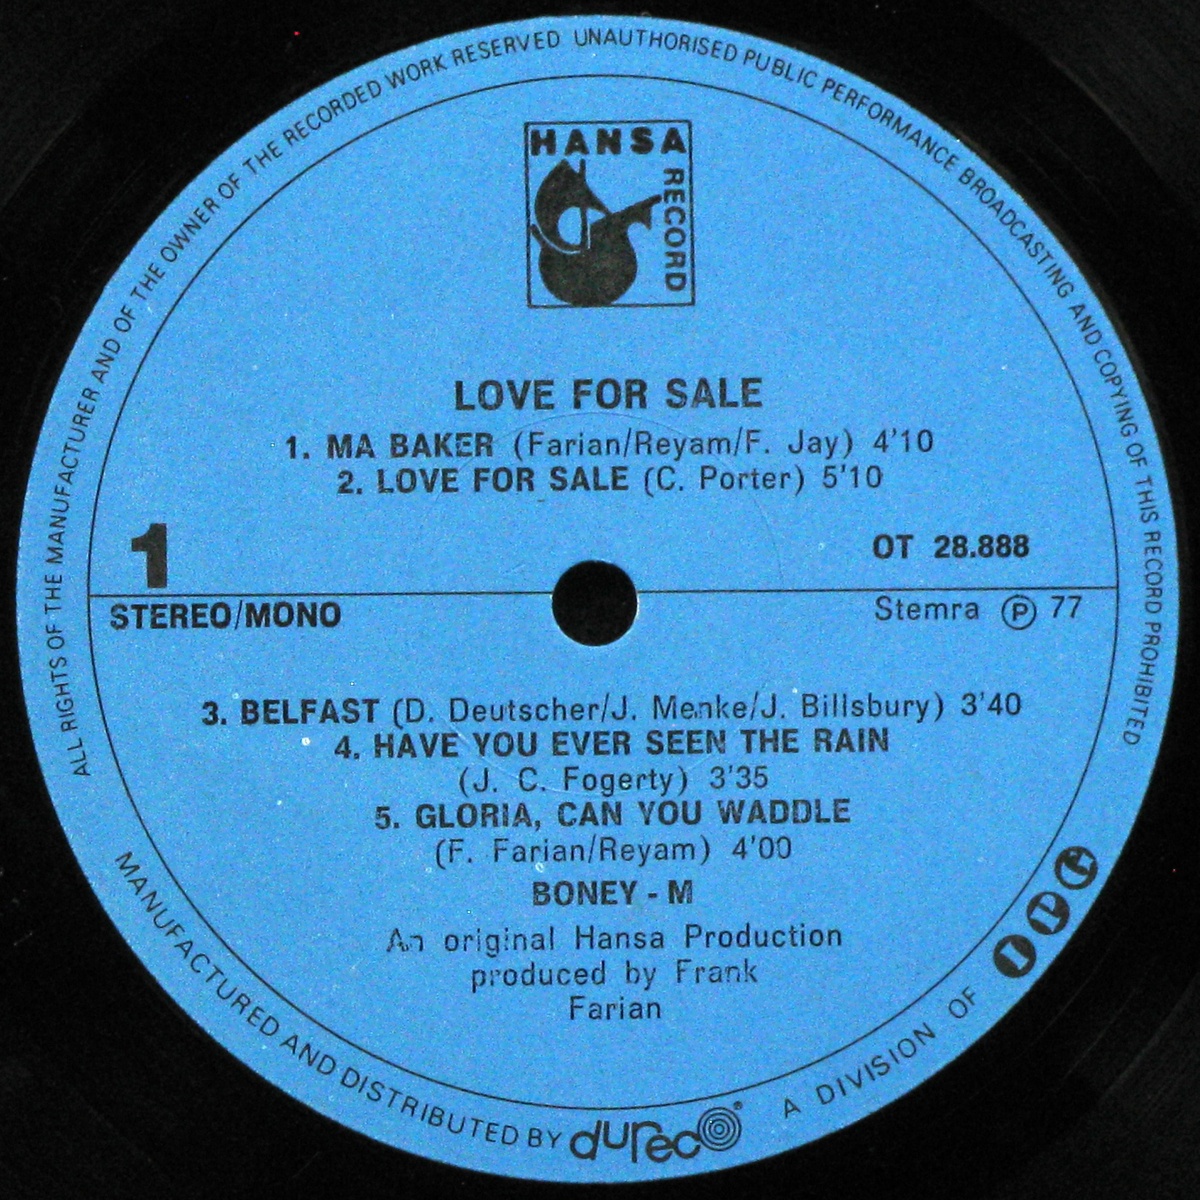 ALL RIGHTS OF THE MANUFACTURER AND OF THE OWNER OF THE RECORDED WORK RESERVED UNAUTHORISED PUBLIC PERFORMANCE BROADCASTING AND COPYING OF THIS RECORD PROHIBITED
HANSA
RECORD
LOVE FOR SALE
1. MA BAKER (Farian/Reyam/F. Jay) 4'10
2. LOVE FOR SALE (C. Porter) 5'10
1
OT 28.888
STEREO/MONO
Stemra Ⓟ 77
3. BELFAST (D. Deutscher/J. Menke/J. Billsbury) 3'40
4. HAVE YOU EVER SEEN THE RAIN
(J. C. Fogerty) 3'35
5. GLORIA, CAN YOU WADDLE
(F. Farian/Reyam) 4'00
BONEY - M
An original Hansa Production
produced by Frank
Farian
MANUFACTURED AND DISTRIBUTED BY dureco® A DIVISION OF